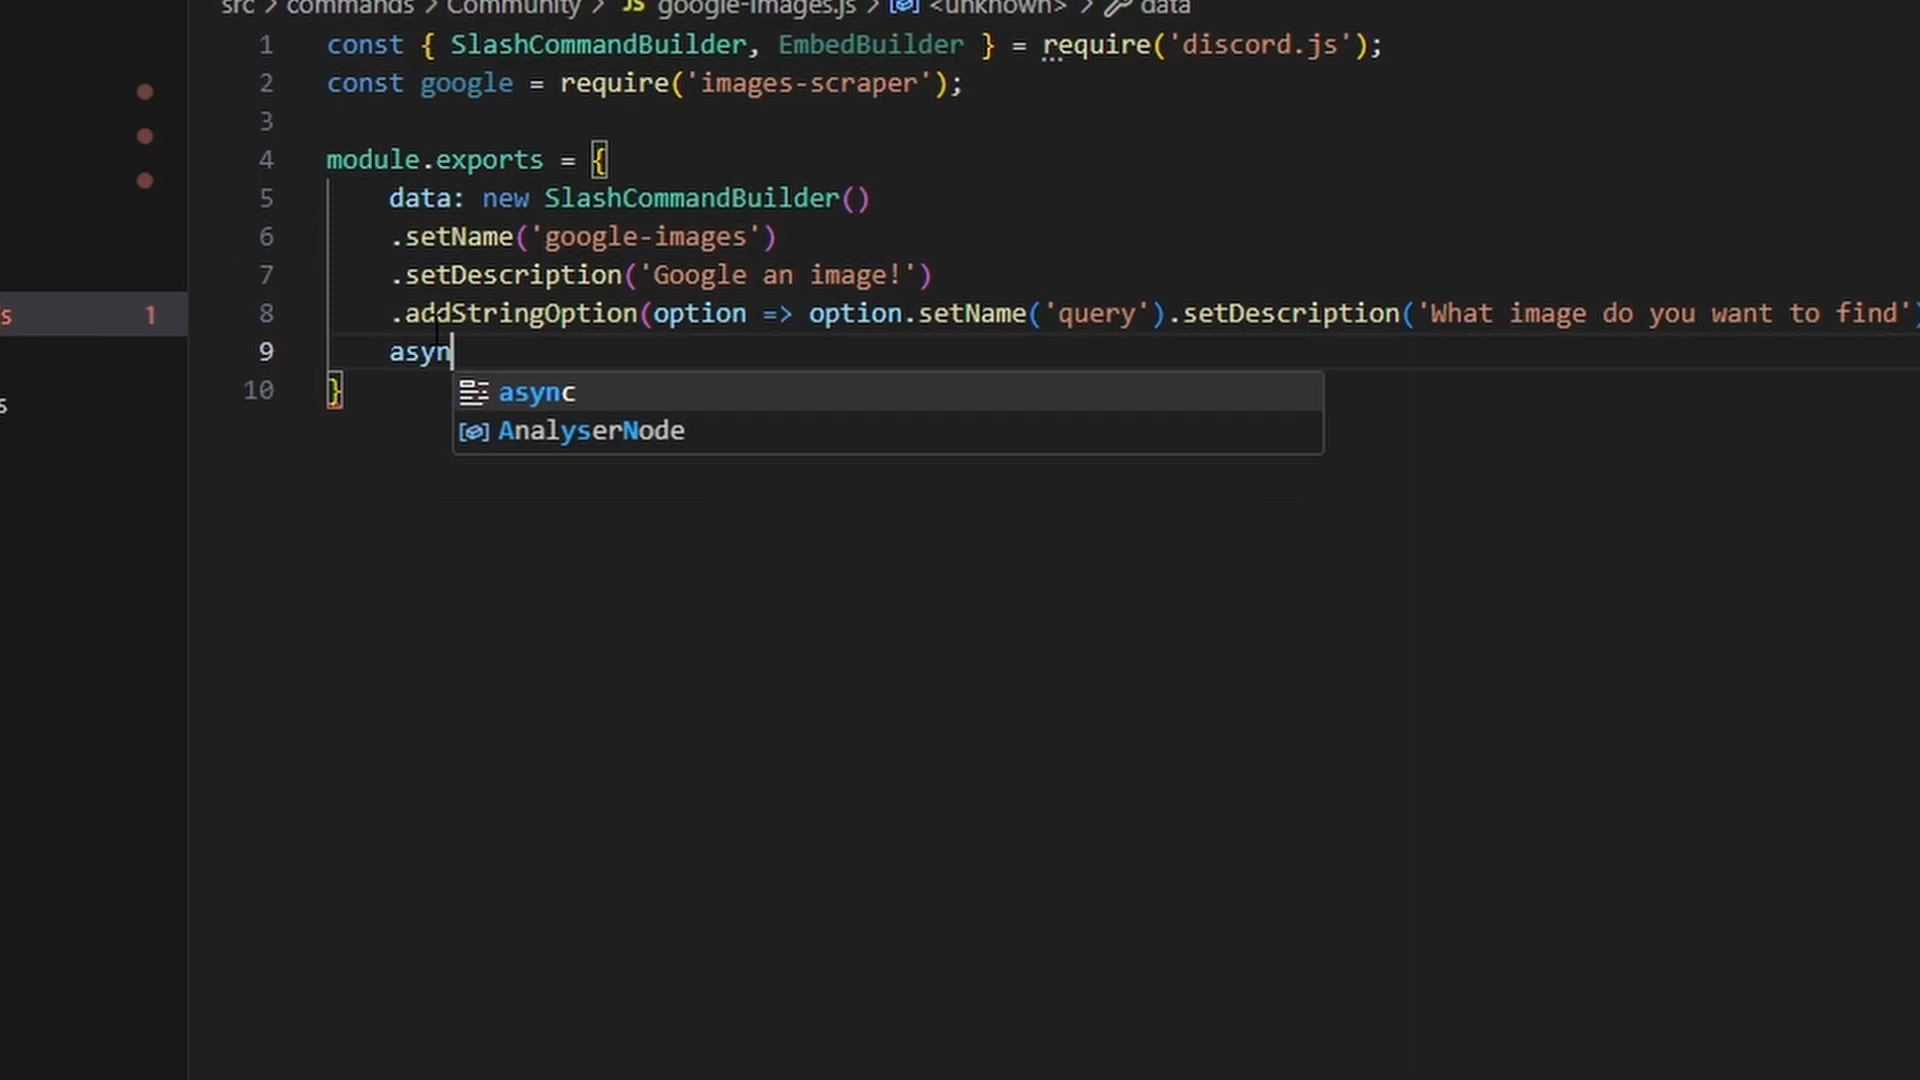 src > commands > Community > JS google-images.js > <unknown> > data
1 const { SlashCommandBuilder, EmbedBuilder } = require('discord.js');
2 const google = require('images-scraper');
3
4 module.exports = {
5 data: new SlashCommandBuilder()
6 .setName('google-images')
7 .setDescription('Google an image!')
8 .addStringOption(option => option.setName('query').setDescription('What image do you want to find')
s 1
9 asyn
10 }
async
s
AnalyserNode